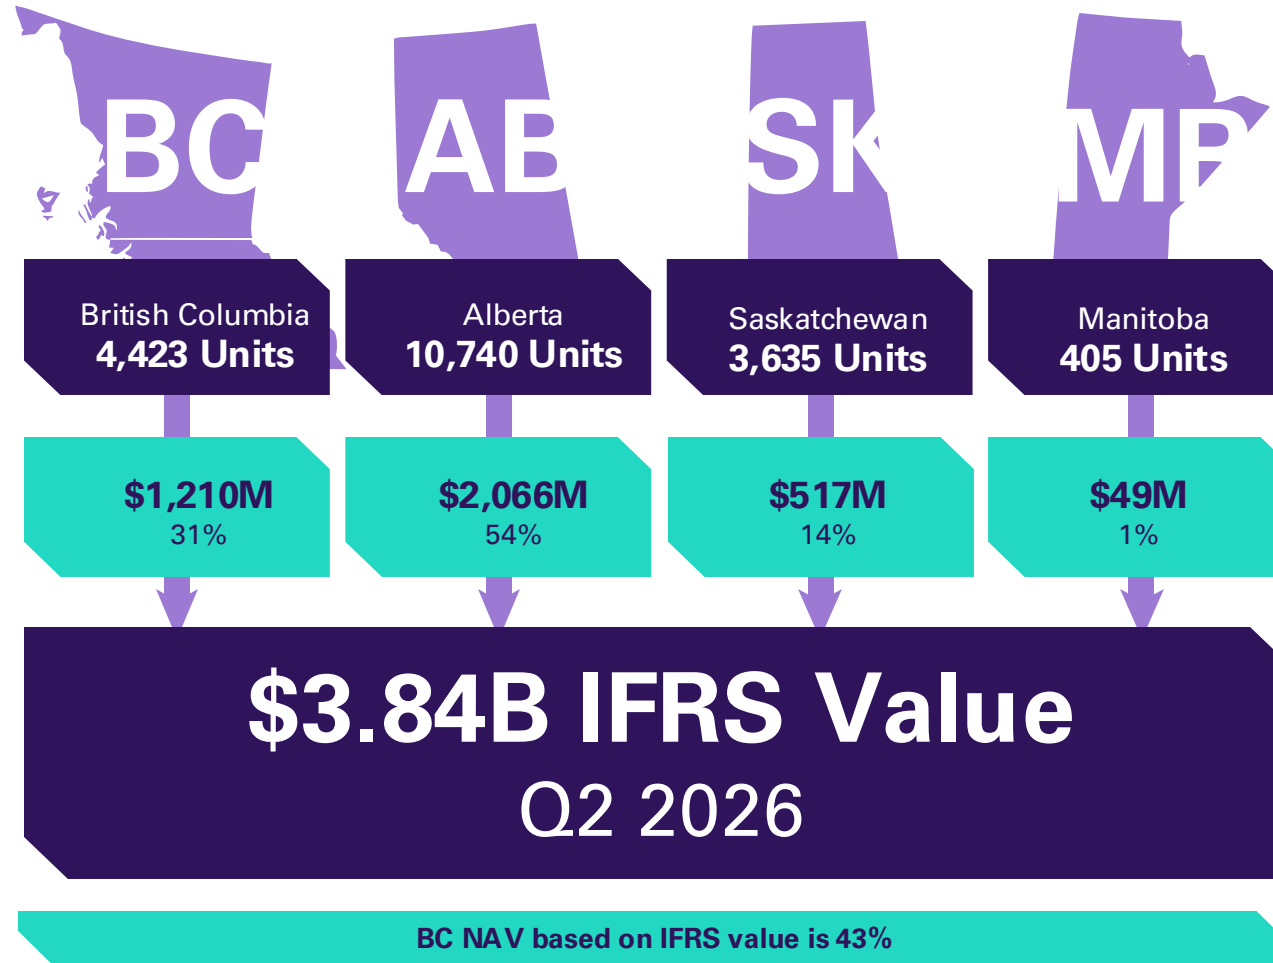 BC AB SK MB
British Columbia
4,423 Units
Alberta
10,740 Units
Saskatchewan
3,635 Units
Manitoba
405 Units
$1,210M
31%
$2,066M
54%
$517M
14%
$49M
1%
$3.84B IFRS Value
Q2 2026
BC NAV based on IFRS value is 43%